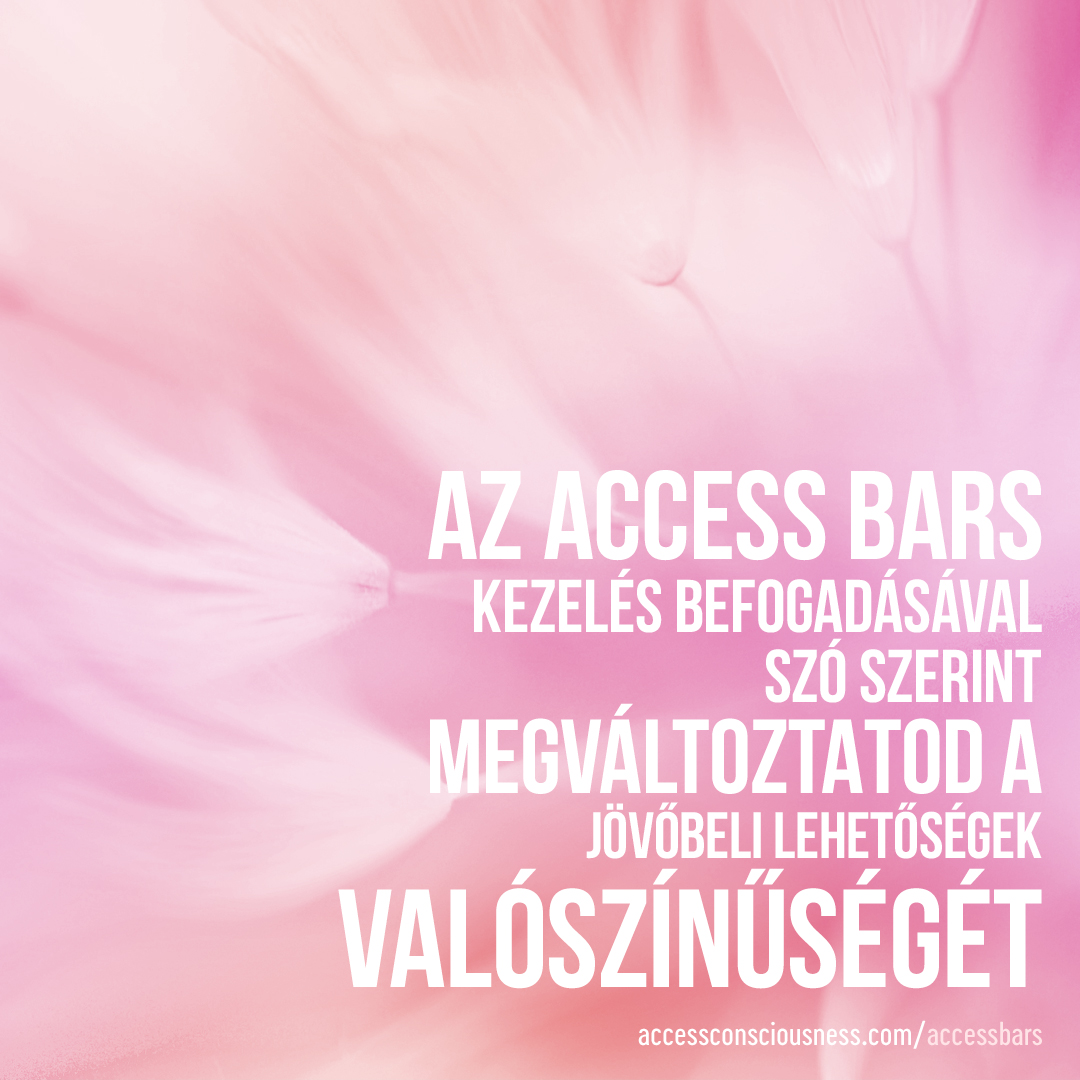 AZ ACCESS BARS
KEZELÉS BEFOGADÁSÁVAL
SZÓ SZERINT
MEGVÁLTOZTATOD A
JÖVŐBELI LEHETŐSÉGEK
VALÓSZÍNŰSÉGÉT
accessconsciousness.com/accessbars